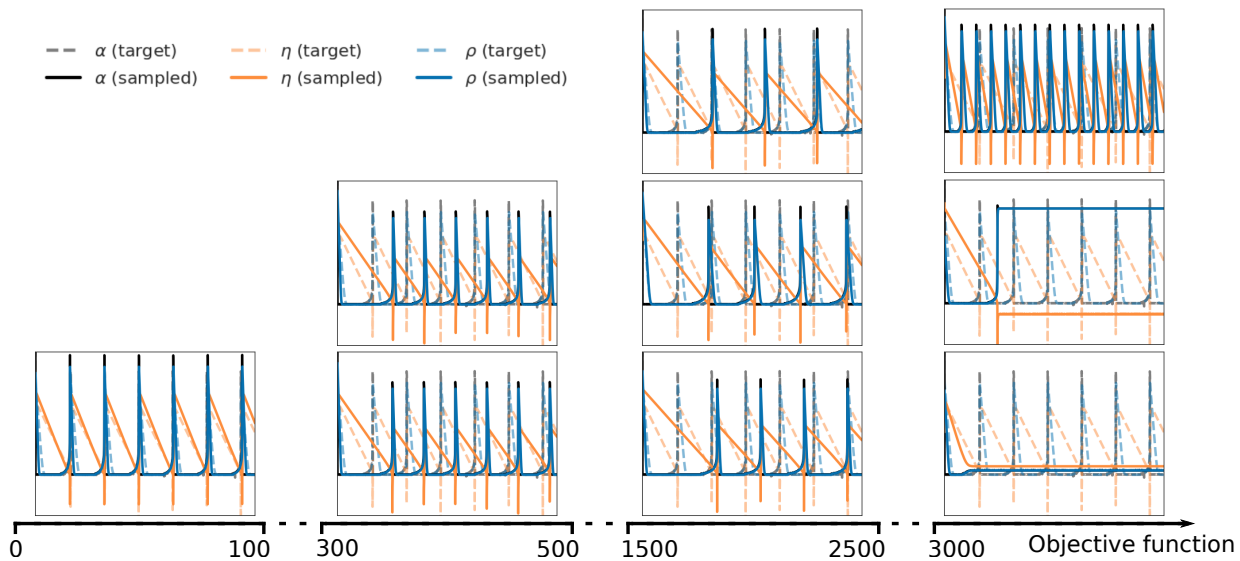 α (target) η (target) ρ (target)
α (sampled) η (sampled) ρ (sampled)
0 100 300 500 1500 2500 3000 Objective function